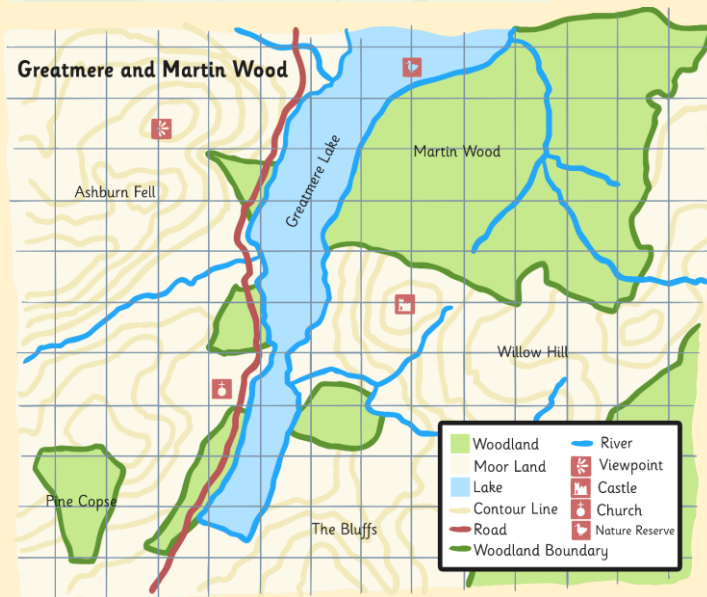 Greatmere and Martin Wood
Greatmere Lake
Martin Wood
Ashburn Fell
Willow Hill
Pine Copse
The Bluffs
Woodland
Moor Land
Lake
Contour Line
Road
Woodland Boundary
River
Viewpoint
Castle
Church
Nature Reserve